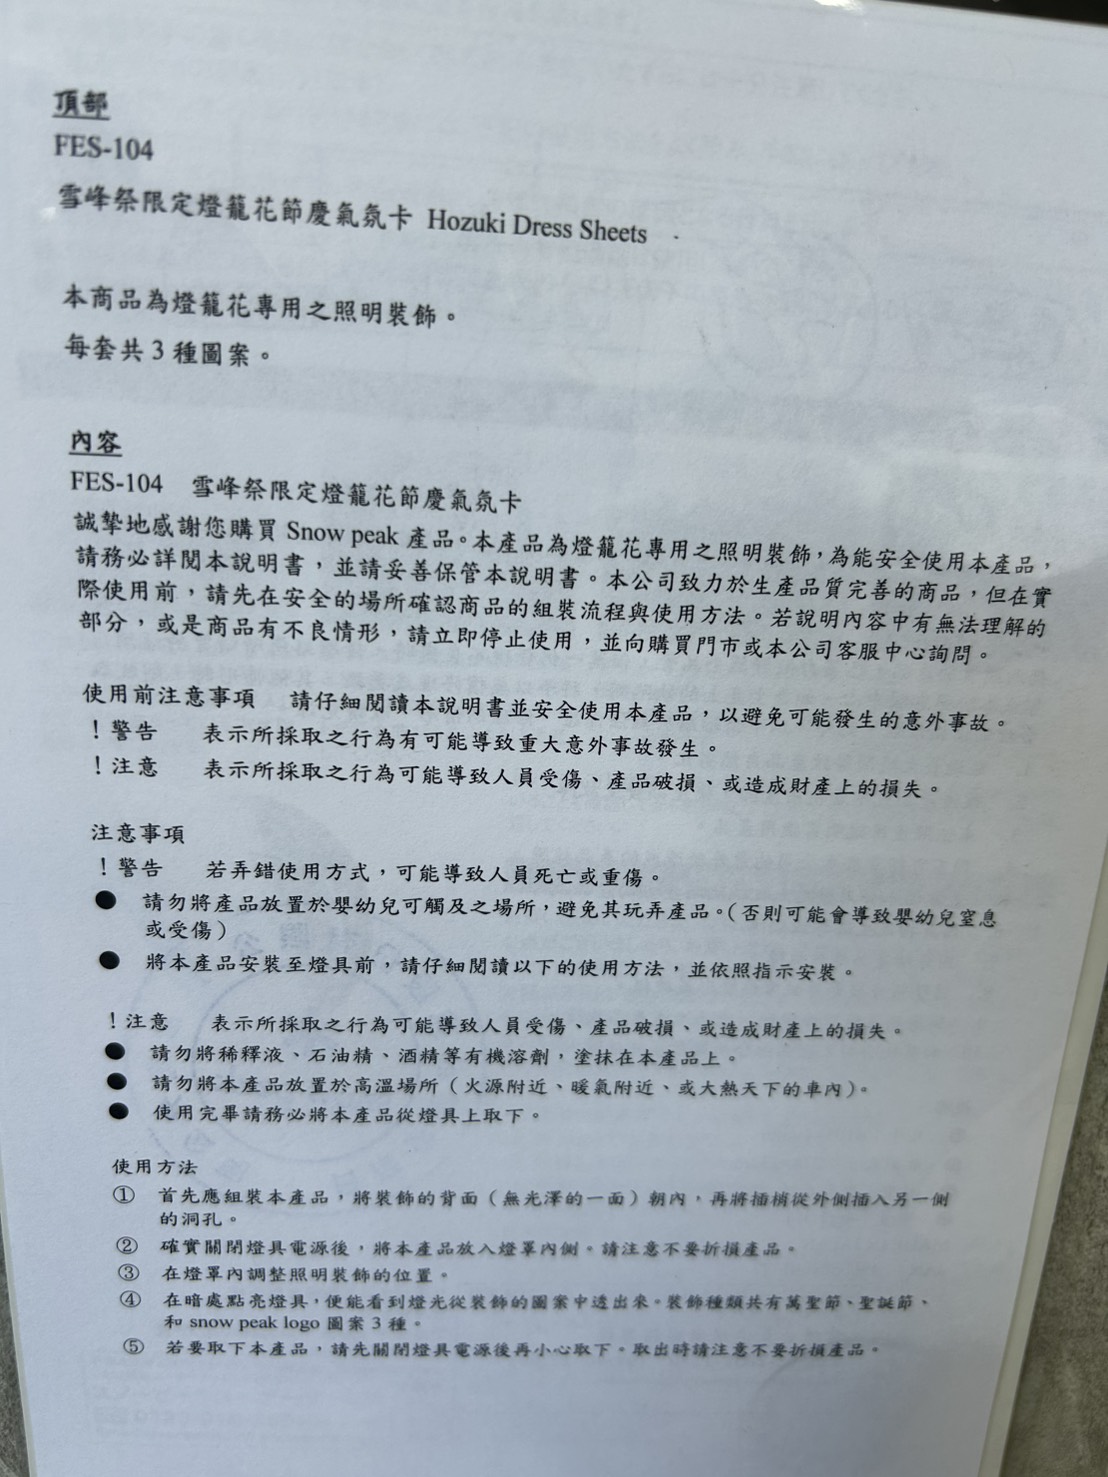 頂部
FES-104
雪峰祭限定燈籠花節慶氣氛卡 Hozuki Dress Sheets
本商品為燈籠花專用之照明裝飾。
每套共 3 種圖案。
內容
FES-104 雪峰祭限定燈籠花節慶氣氛卡
誠摯地感謝您購買 Snow peak 產品。本產品為燈籠花專用之照明裝飾，為能安全使用本產品，
請務必詳閱本說明書，並請妥善保管本說明書。本公司致力於生產品質完善的商品，但在實
際使用前，請先在安全的場所確認商品的組裝流程與使用方法。若說明內容中有無法理解的
部分，或是商品有不良情形，請立即停止使用，並向購買門市或本公司客服中心詢問。
使用前注意事項 請仔細閱讀本說明書並安全使用本產品，以避免可能發生的意外事故。
！警告 表示所採取之行為有可能導致重大意外事故發生。
！注意 表示所採取之行為可能導致人員受傷、產品破損、或造成財產上的損失。
注意事項
！警告 若弄錯使用方式，可能導致人員死亡或重傷。
● 請勿將產品放置於嬰幼兒可觸及之場所，避免其玩弄產品。（否則可能會導致嬰幼兒窒息
或受傷）
● 將本產品安裝至燈具前，請仔細閱讀以下的使用方法，並依照指示安裝。
！注意 表示所採取之行為可能導致人員受傷、產品破損、或造成財產上的損失。
● 請勿將稀釋液、石油精、酒精等有機溶劑，塗抹在本產品上。
● 請勿將本產品放置於高溫場所（火源附近、暖氣附近、或大熱天下的車內）。
● 使用完畢請務必將本產品從燈具上取下。
使用方法
① 首先應組裝本產品，將裝飾的背面（無光澤的一面）朝內，再將插梢從外側插入另一側
的洞孔。
② 確實關閉燈具電源後，將本產品放入燈罩內側。請注意不要折損產品。
③ 在燈罩內調整照明裝飾的位置。
④ 在暗處點亮燈具，便能看到燈光從裝飾的圖案中透出來。裝飾種類共有萬聖節、聖誕節、
和 snow peak logo 圖案 3 種。
⑤ 若要取下本產品，請先關閉燈具電源後再小心取下。取出時請注意不要折損產品。